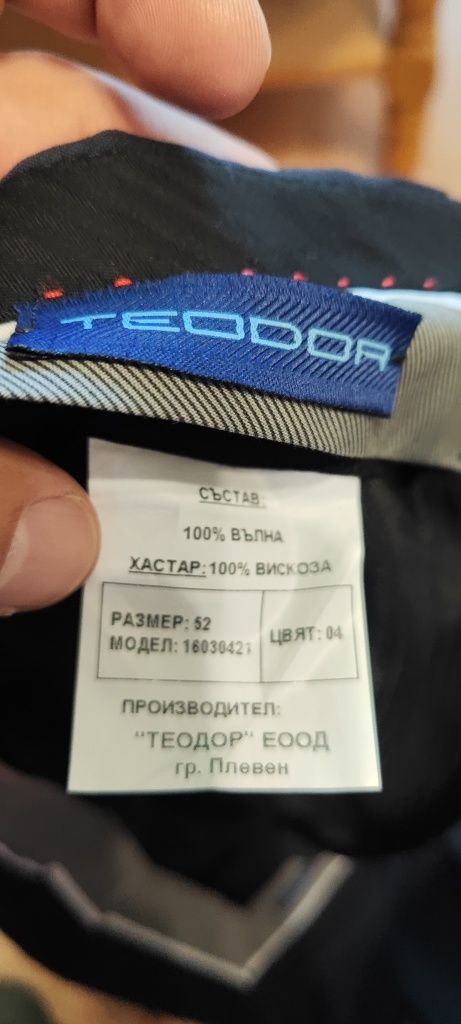 TEODOR
СЪСТАВ:
100% ВЪЛНА
ХАСТАР: 100% ВИСКОЗА
РАЗМЕР: 52
МОДЕЛ: 16030421
ЦВЯТ: 04
ПРОИЗВОДИТЕЛ:
"ТЕОДОР" ЕООД
гр. Плевен